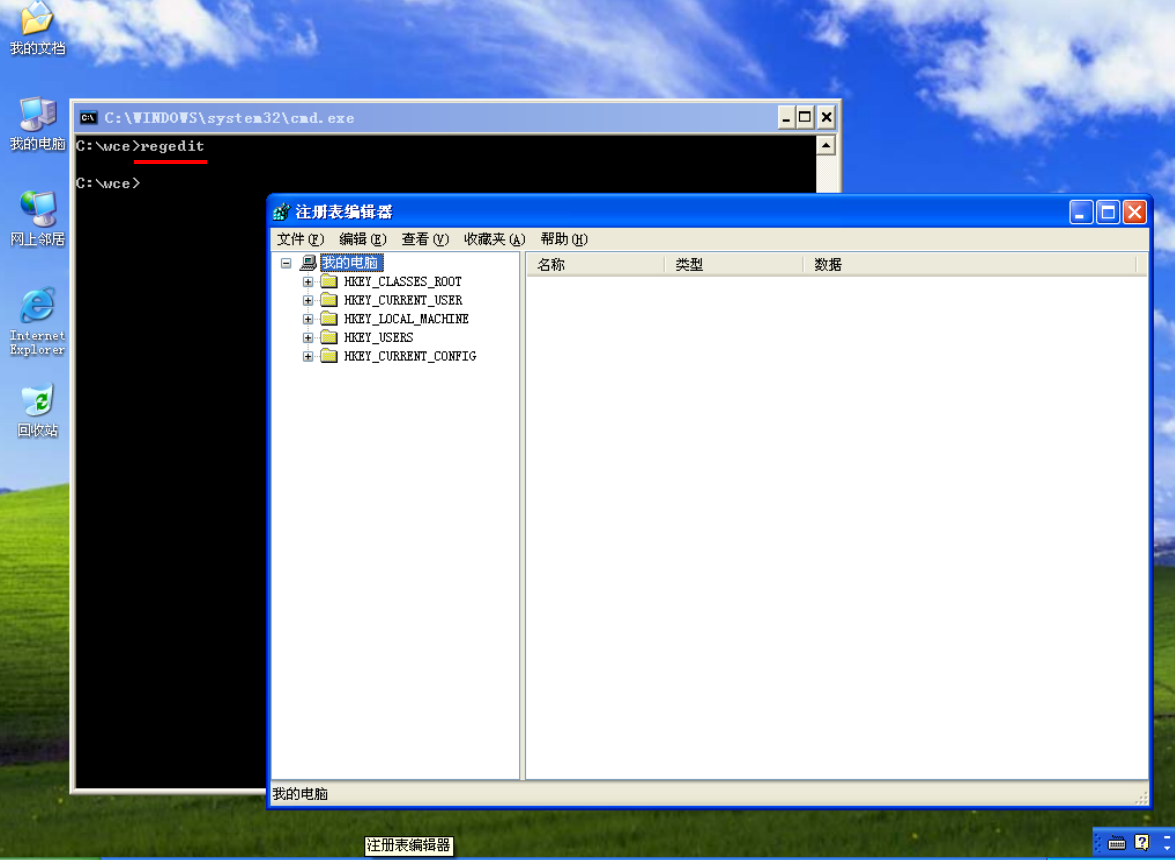 我的文档
我的电脑
网上邻居
Internet
Explorer
回收站
C:\WINDOWS\system32\cmd.exe
C:\wce>regedit
C:\wce>
注册表编辑器
文件(F) 编辑(E) 查看(V) 收藏夹(A) 帮助(H)
我的电脑
HKEY_CLASSES_ROOT
HKEY_CURRENT_USER
HKEY_LOCAL_MACHINE
HKEY_USERS
HKEY_CURRENT_CONFIG
名称 类型 数据
我的电脑
注册表编辑器